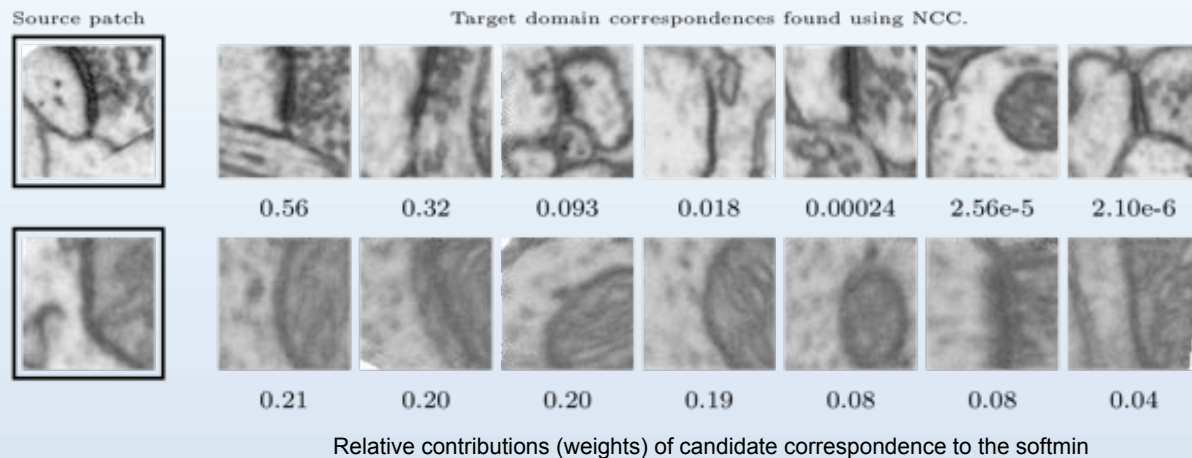 Source patch
Target domain correspondences found using NCC.
0.56 0.32 0.093 0.018 0.00024 2.56e-5 2.10e-6
0.21 0.20 0.20 0.19 0.08 0.08 0.04
Relative contributions (weights) of candidate correspondence to the softmin